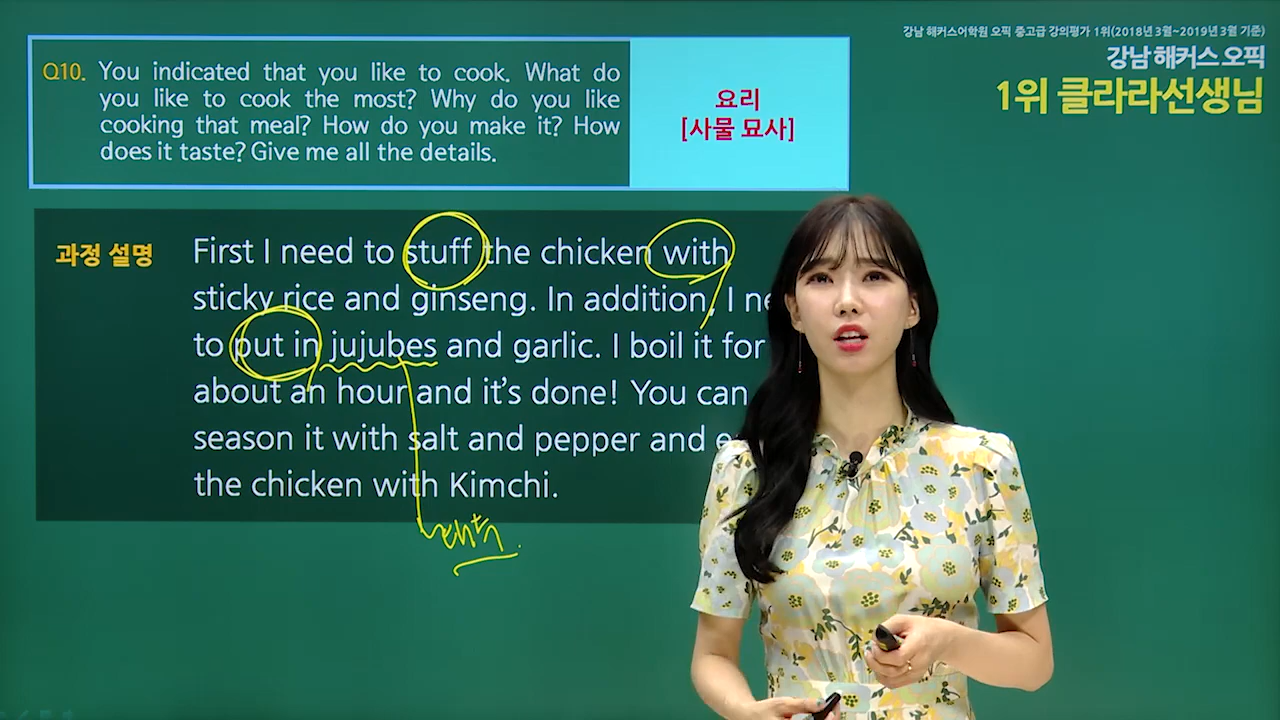 강남 해커스어학원 오픽 중고급 강의평가 1위(2018년 3월~2019년 3월 기준)
강남 해커스 오픽
1위 클라라선생님
Q10. You indicated that you like to cook. What do
you like to cook the most? Why do you like
cooking that meal? How do you make it? How
does it taste? Give me all the details.
요리
[사물 묘사]
과정 설명
First I need to stuff the chicken with
sticky rice and ginseng. In addition, I
to put in jujubes and garlic. I boil it for
about an hour and it's done! You can
season it with salt and pepper and
the chicken with Kimchi.
대추